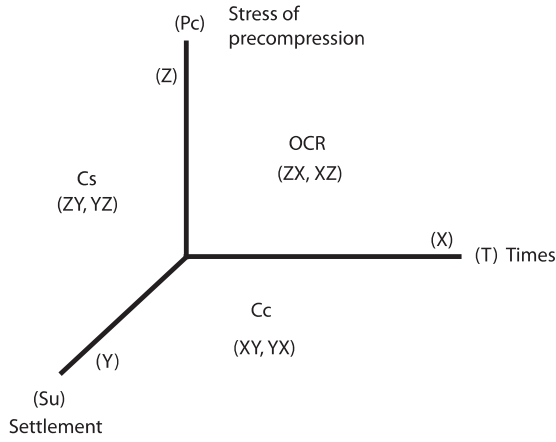 (Pc)
Stress of
precompression
(Z)
OCR
(ZX, XZ)
Cs
(ZY, YZ)
(X)
(T) Times
Cc
(XY, YX)
(Y)
(Su)
Settlement